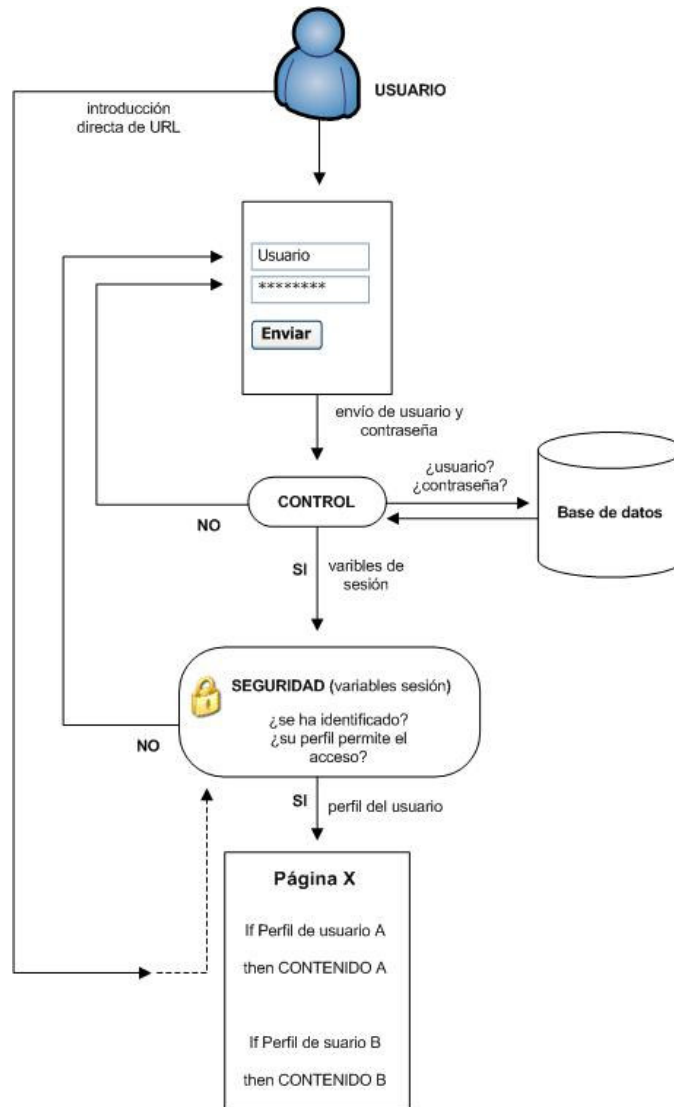 USUARIO
introducción
directa de URL
Usuario
********
Enviar
envío de usuario y
contraseña
¿usuario?
¿contraseña?
CONTROL
Base de datos
NO
SI
varibles de
sesión
SEGURIDAD (variables sesión)
¿se ha identificado?
¿su perfil permite el
acceso?
NO
SI
perfil del usuario
Página X
If Perfil de usuario A
then CONTENIDO A
If Perfil de suario B
then CONTENIDO B